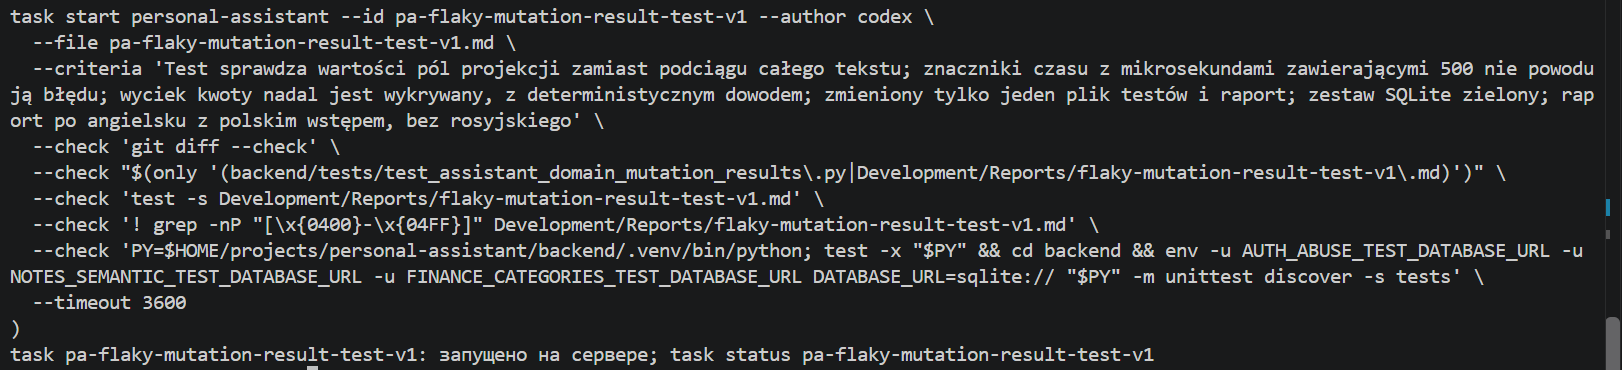 task start personal-assistant --id pa-flaky-mutation-result-test-v1 --author codex \
  --file pa-flaky-mutation-result-test-v1.md \
  --criteria 'Test sprawdza wartości pól projekcji zamiast podciągu całego tekstu; znaczniki czasu z mikrosekundami zawierającymi 500 nie powodu
ją błędu; wyciek kwoty nadal jest wykrywany, z deterministycznym dowodem; zmieniony tylko jeden plik testów i raport; zestaw SQLite zielony; rap
ort po angielsku z polskim wstępem, bez rosyjskiego' \
  --check 'git diff --check' \
  --check "$(only '(backend/tests/test_assistant_domain_mutation_results\.py|Development/Reports/flaky-mutation-result-test-v1\.md)')" \
  --check 'test -s Development/Reports/flaky-mutation-result-test-v1.md' \
  --check '! grep -nP "[\x{0400}-\x{04FF}]" Development/Reports/flaky-mutation-result-test-v1.md' \
  --check 'PY=$HOME/projects/personal-assistant/backend/.venv/bin/python; test -x "$PY" && cd backend && env -u AUTH_ABUSE_TEST_DATABASE_URL -u
NOTES_SEMANTIC_TEST_DATABASE_URL -u FINANCE_CATEGORIES_TEST_DATABASE_URL DATABASE_URL=sqlite:// "$PY" -m unittest discover -s tests' \
  --timeout 3600
)
task pa-flaky-mutation-result-test-v1: запущено на сервере; task status pa-flaky-mutation-result-test-v1